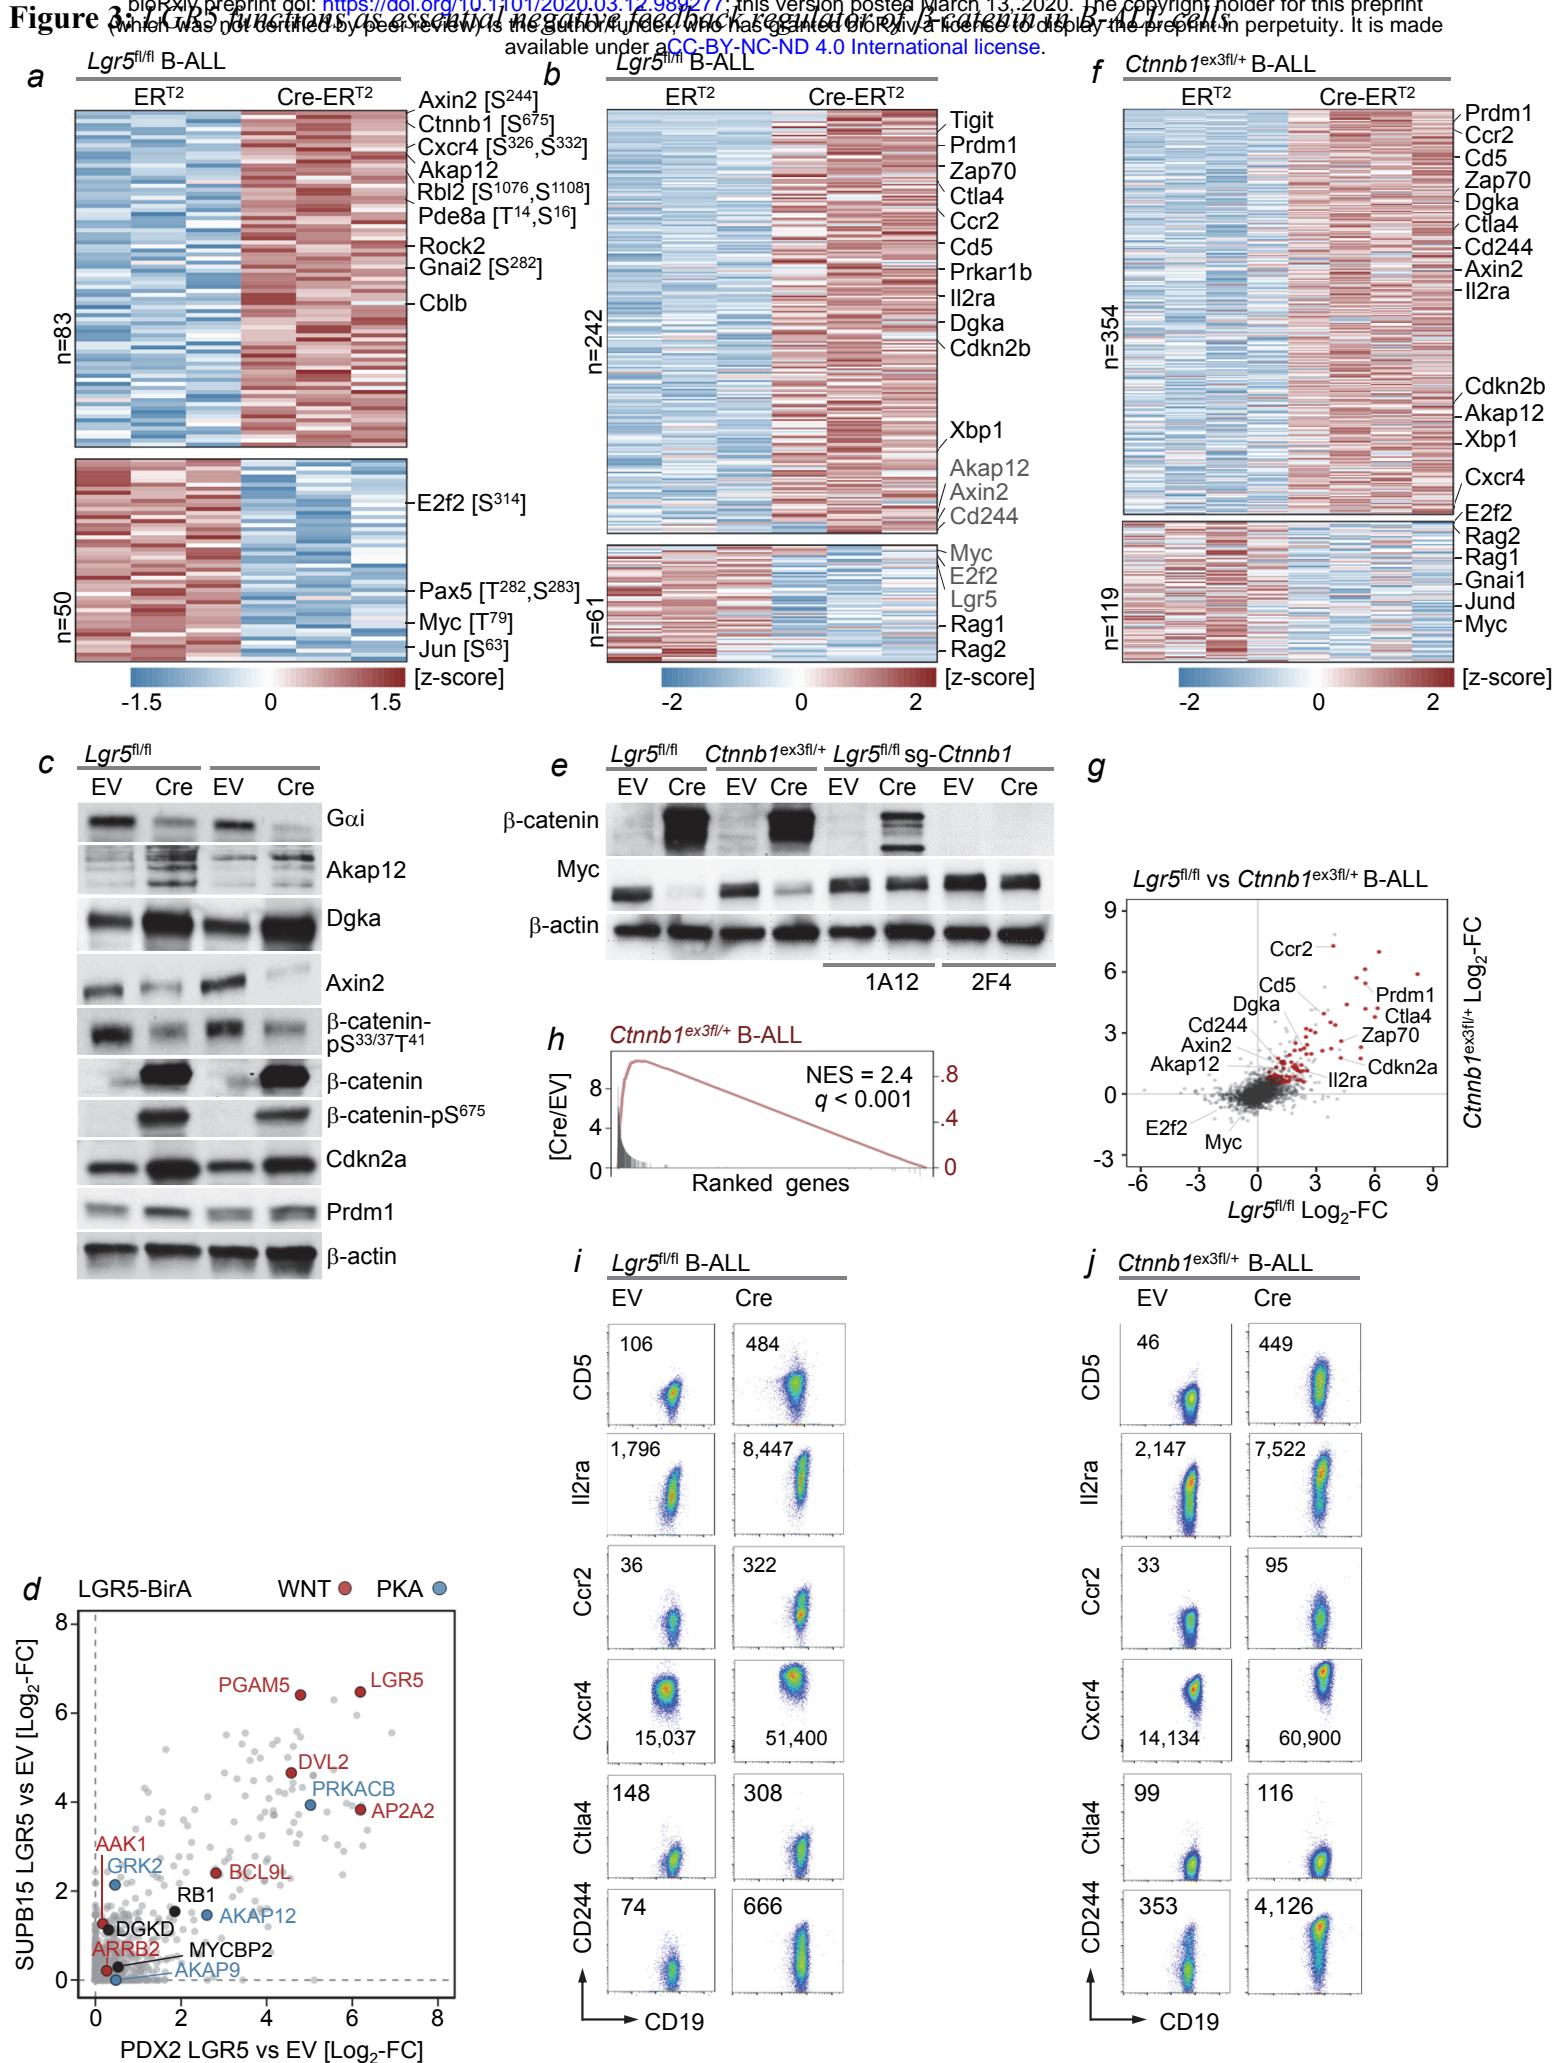 bioRxiv preprint doi: https://doi.org/10.1101/2020.03.12.989277; this version posted March 13, 2020. The copyright holder for this preprint
Figure 3: LGR5 functions as essential negative feedback regulator of β-catenin in B-ALL cells
(which was not certified by peer review) is the author/funder, who has granted bioRxiv a license to display the preprint in perpetuity. It is made
available under aCC-BY-NC-ND 4.0 International license.
a
Lgr5fl/fl B-ALL
ERT2 Cre-ERT2
n=83
Axin2 [S244]
Ctnnb1 [S675]
Cxcr4 [S326,S332]
Akap12
Rbl2 [S1076,S1108]
Pde8a [T14,S16]
Rock2
Gnai2 [S282]
Cblb
n=50
E2f2 [S314]
Pax5 [T282,S283]
Myc [T79]
Jun [S63]
[z-score]
-1.5 0 1.5
b
Lgr5fl/fl B-ALL
ERT2 Cre-ERT2
n=242
Tigit
Prdm1
Zap70
Ctla4
Ccr2
Cd5
Prkar1b
Il2ra
Dgka
Cdkn2b
Xbp1
Akap12
Axin2
Cd244
n=61
Myc
E2f2
Lgr5
Rag1
Rag2
[z-score]
-2 0 2
f
Ctnnb1ex3fl/+ B-ALL
ERT2 Cre-ERT2
n=354
Prdm1
Ccr2
Cd5
Zap70
Dgka
Ctla4
Cd244
Axin2
Il2ra
Cdkn2b
Akap12
Xbp1
Cxcr4
n=119
E2f2
Rag2
Rag1
Gnai1
Jund
Myc
[z-score]
-2 0 2
c
Lgr5fl/fl
EV Cre EV Cre
Gαi
Akap12
Dgka
Axin2
β-catenin-
pS33/37T41
β-catenin
β-catenin-pS675
Cdkn2a
Prdm1
β-actin
e
Lgr5fl/fl Ctnnb1ex3fl/+ Lgr5fl/fl sg-Ctnnb1
EV Cre EV Cre EV Cre EV Cre
β-catenin
Myc
β-actin
1A12 2F4
g
Lgr5fl/fl vs Ctnnb1ex3fl/+ B-ALL
9
6
3
0
-3
Ccr2
Cd5
Dgka
Cd244
Axin2
Akap12
Prdm1
Ctla4
Zap70
Cdkn2a
Il2ra
E2f2
Myc
-6 -3 0 3 6 9
Lgr5fl/fl Log2-FC
Ctnnb1ex3fl/+ Log2-FC
h
Ctnnb1ex3fl/+ B-ALL
[Cre/EV]
8
4
0
NES = 2.4
q < 0.001
.8
.4
0
Ranked genes
d
LGR5-BirA WNT PKA
SUPB15 LGR5 vs EV [Log2-FC]
8
6
4
2
0
PGAM5
LGR5
DVL2
PRKACB
AP2A2
AAK1
GRK2
BCL9L
RB1
AKAP12
DGKD
ARRB2
MYCBP2
AKAP9
0 2 4 6 8
PDX2 LGR5 vs EV [Log2-FC]
i
Lgr5fl/fl B-ALL
EV Cre
CD5 106 484
Il2ra 1,796 8,447
Ccr2 36 322
Cxcr4 15,037 51,400
Ctla4 148 308
CD244 74 666
CD19
j
Ctnnb1ex3fl/+ B-ALL
EV Cre
CD5 46 449
Il2ra 2,147 7,522
Ccr2 33 95
Cxcr4 14,134 60,900
Ctla4 99 116
CD244 353 4,126
CD19